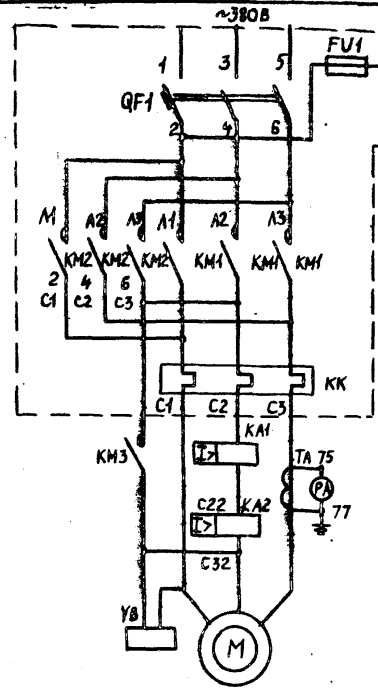 ~380В
FU1
1 3 5
QF1
2 4 6
Л1 Л2 Л3 Л1 Л2 Л3
КМ2 КМ2 КМ2 КМ1 КМ1 КМ1
2 4 6
С1 С2 С3
КК
С1 С2 С3
КА1
I>
КМ3
ТА 75
РА
77
С22 КА2
I>
С32
YB
М